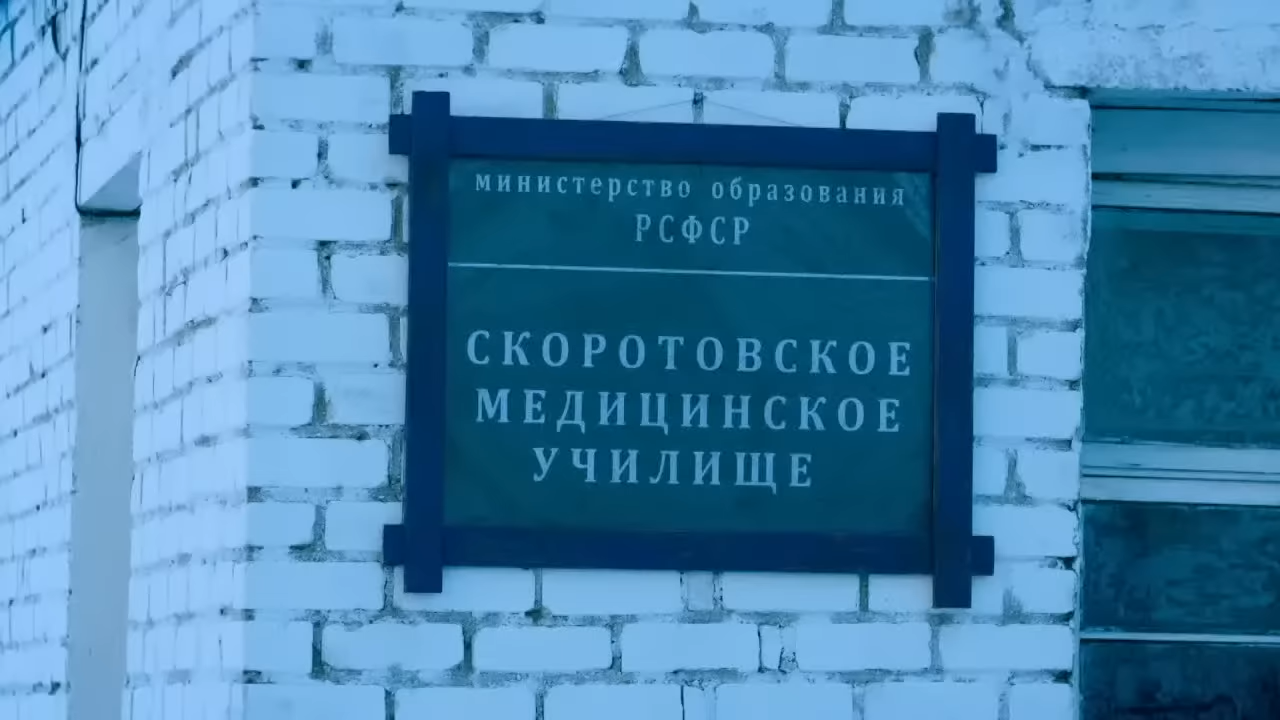 министерство образования
РСФСР
СКОРОТОВСКОЕ
МЕДИЦИНСКОЕ
УЧИЛИЩЕ